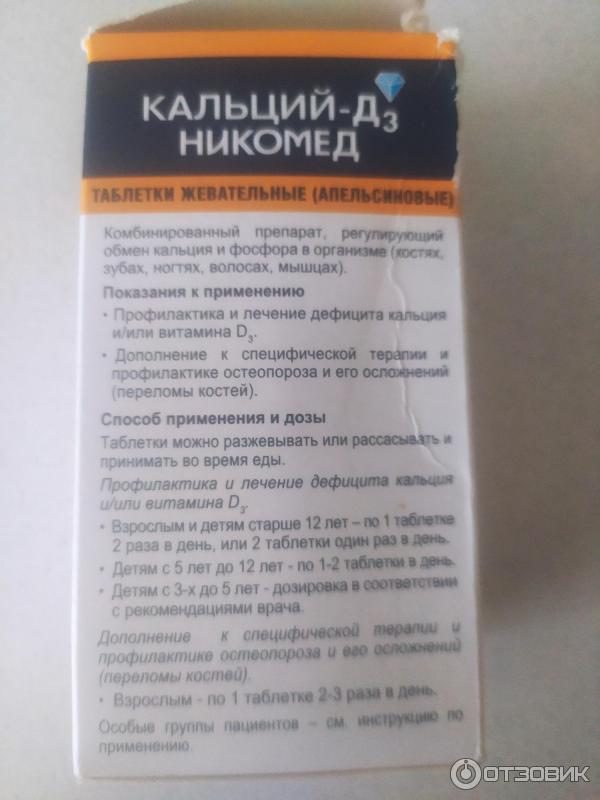 КАЛЬЦИЙ-Д3
НИКОМЕД
ТАБЛЕТКИ ЖЕВАТЕЛЬНЫЕ (АПЕЛЬСИНОВЫЕ)
Комбинированный препарат, регулирующий
обмен кальция и фосфора в организме (костях,
зубах, ногтях, волосах, мышцах).
Показания к применению
• Профилактика и лечение дефицита кальция
и/или витамина D3.
• Дополнение к специфической терапии и
профилактике остеопороза и его осложнений
(переломы костей).
Способ применения и дозы
Таблетки можно разжевывать или рассасывать и
принимать во время еды.
Профилактика и лечение дефицита кальция
и/или витамина D3.
• Взрослым и детям старше 12 лет – по 1 таблетке
2 раза в день, или 2 таблетки один раз в день.
• Детям с 5 лет до 12 лет - по 1-2 таблетки в день.
• Детям с 3-х до 5 лет - дозировка в соответствии
с рекомендациями врача.
Дополнение к специфической терапии и
профилактике остеопороза и его осложнений
(переломы костей).
• Взрослым - по 1 таблетке 2-3 раза в день.
Особые группы пациентов – см. инструкцию по
применению.
ОТЗОВИК